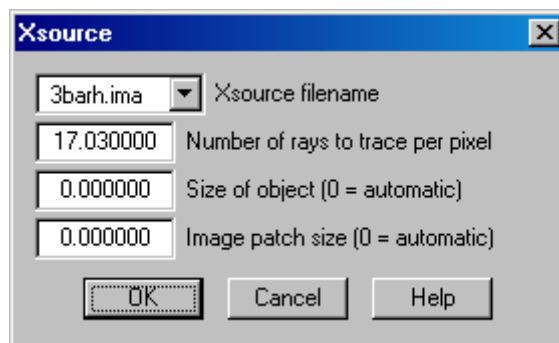 Xsource
3barh.ima Xsource filename
17.030000 Number of rays to trace per pixel
0.000000 Size of object (0 = automatic)
0.000000 Image patch size (0 = automatic)
OK Cancel Help